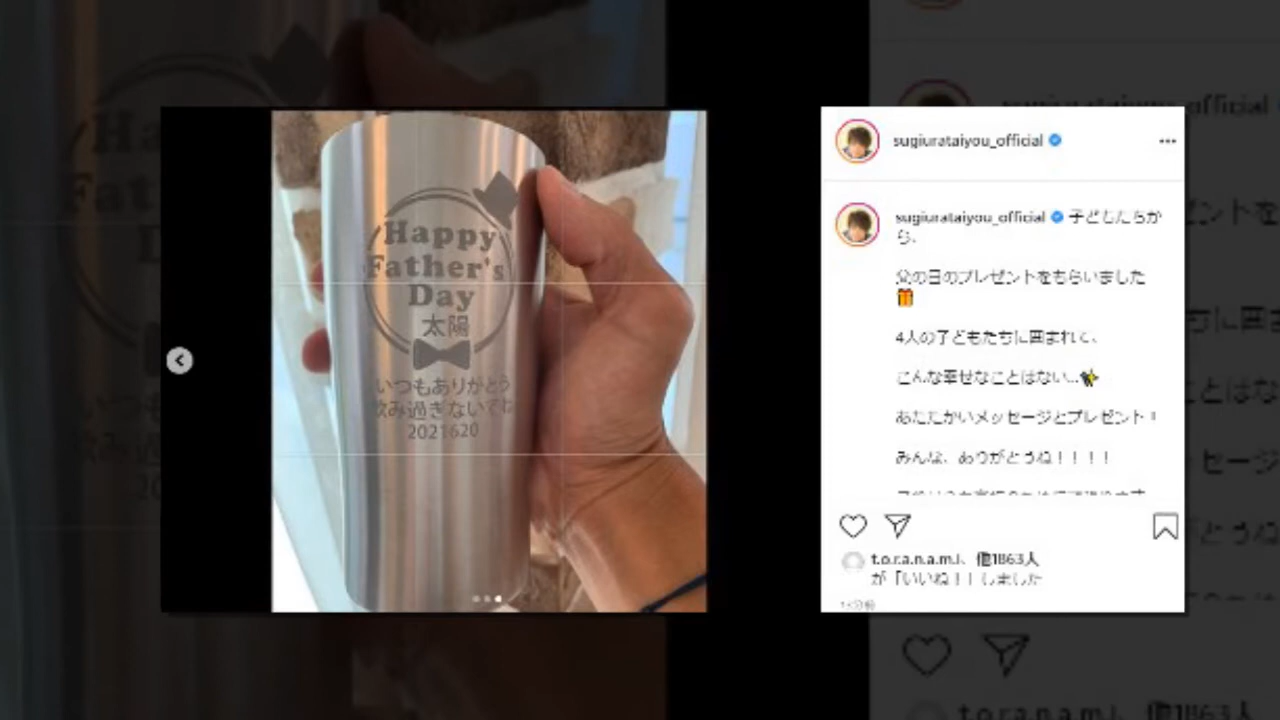 Happy
Father's
Day
太陽
いつもありがとう
飲み過ぎないでね
2021620
sugiurataiyou_official
sugiurataiyou_official 子どもたちか
ら、
父の日のプレゼントをもらいました
🎁
4人の子どもたちに囲まれて、
こんな幸せなことはない...
あたたかいメッセージとプレゼント！
みんな、ありがとうね！！！！
t.o.r.a.n.a.m.i、他1863人
が「いいね！」しました